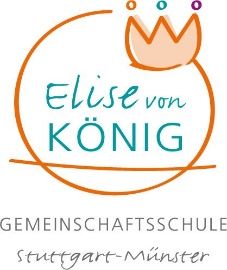 Elise von
KÖNIG
GEMEINSCHAFTSSCHULE
Stuttgart-Münster